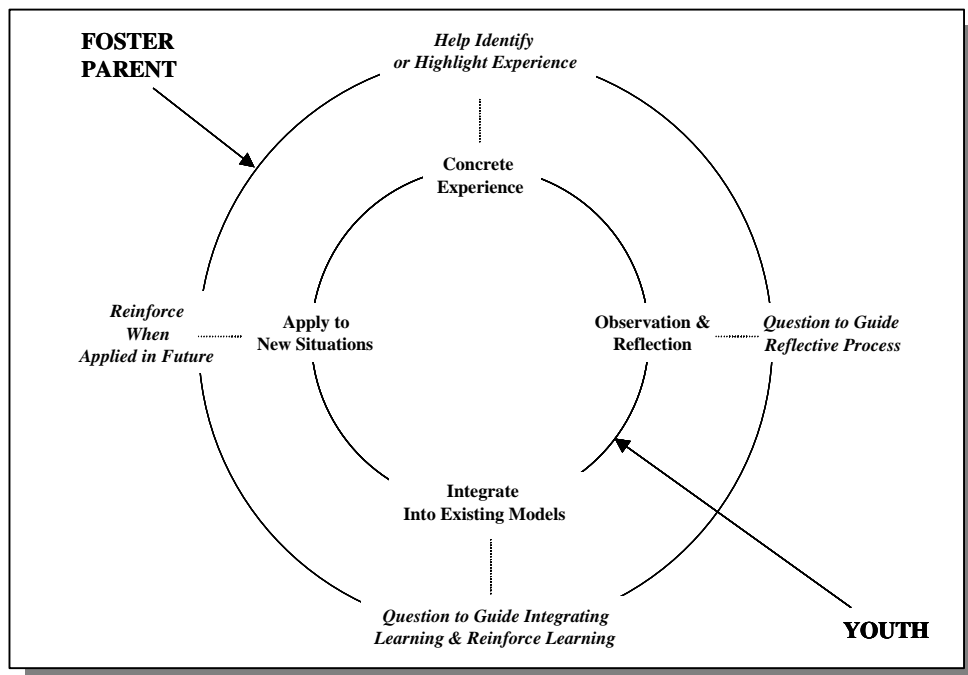 FOSTER
PARENT
Help Identify
or Highlight Experience
Concrete
Experience
Reinforce
When
Applied in Future
Apply to
New Situations
Observation &
Reflection
Question to Guide
Reflective Process
Integrate
Into Existing Models
Question to Guide Integrating
Learning & Reinforce Learning
YOUTH